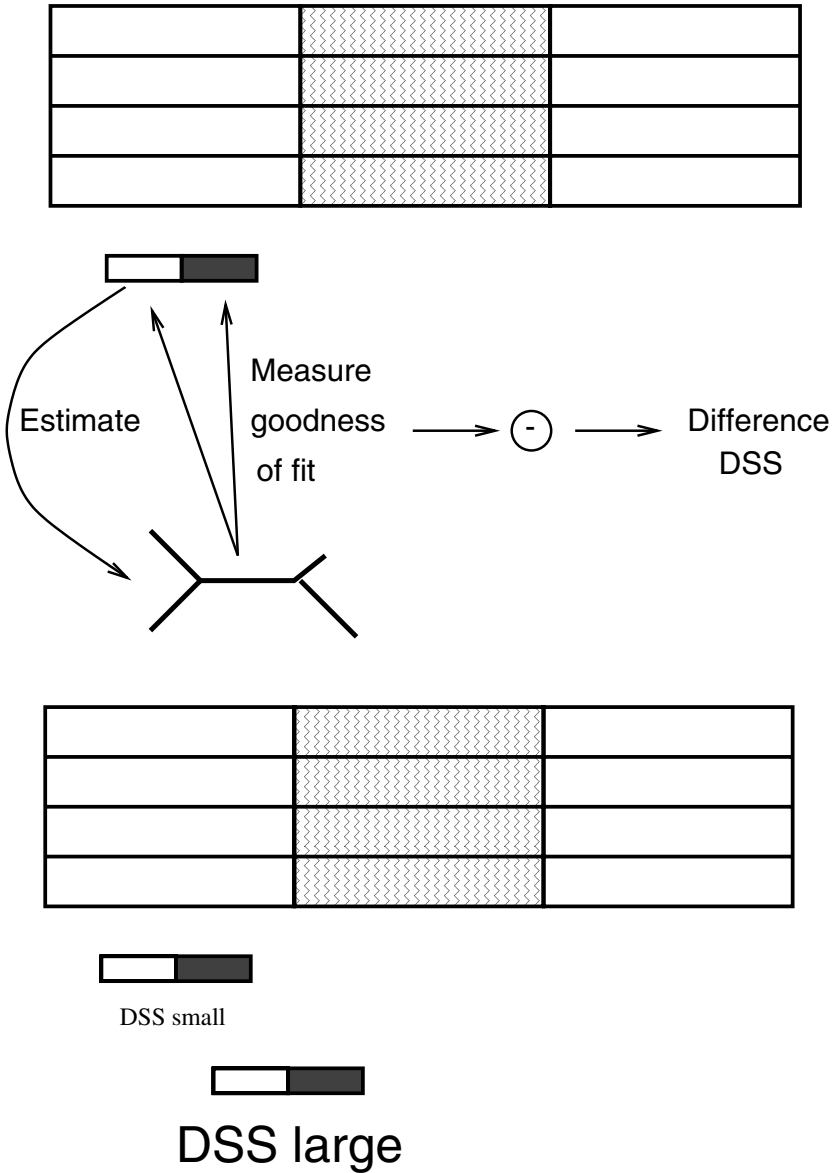 Estimate
Measure
goodness
of fit
-
Difference
DSS
DSS small
DSS large